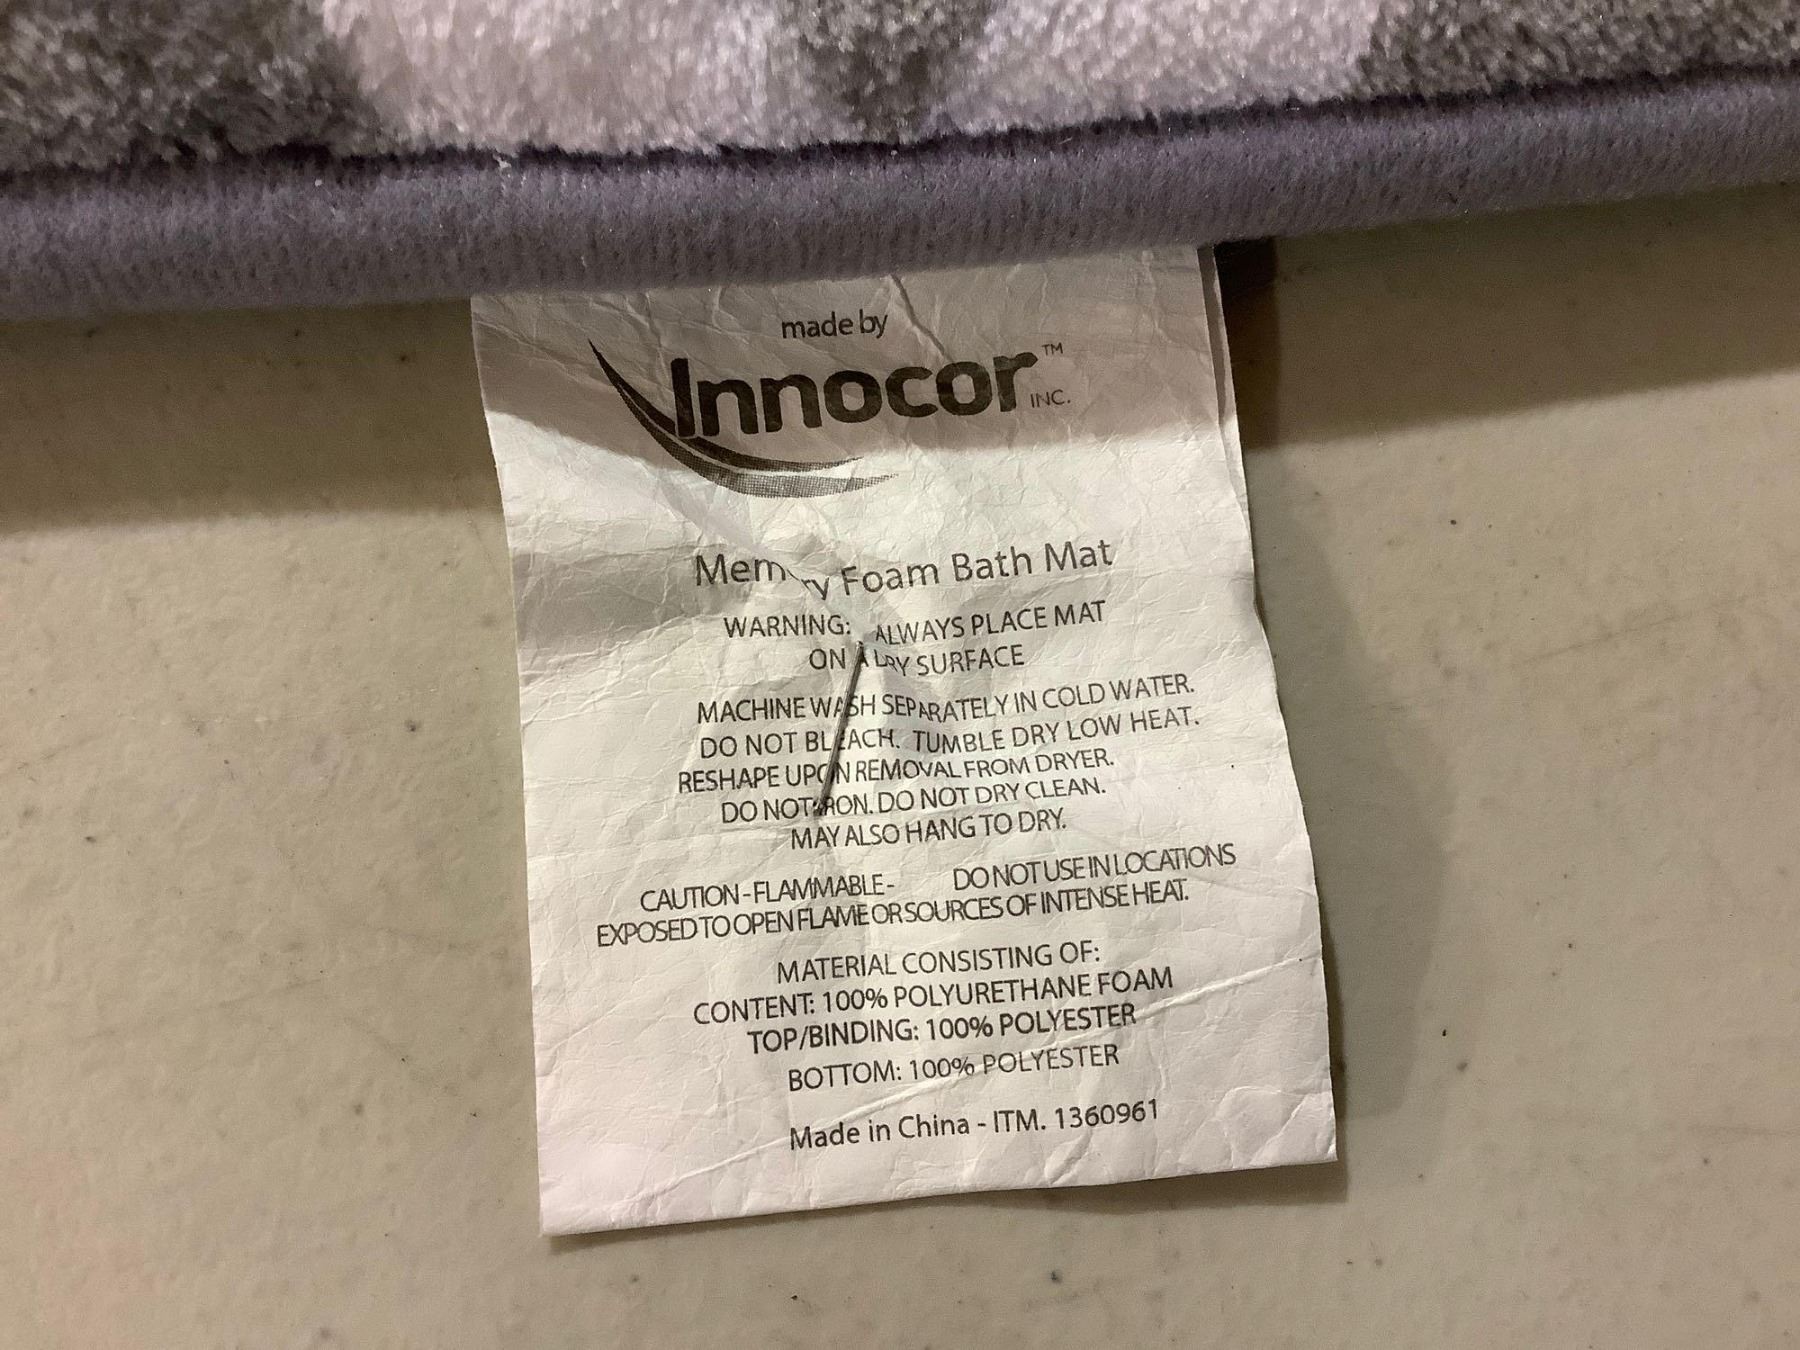 made by
Innocor™
INC.
Memory Foam Bath Mat
WARNING: ALWAYS PLACE MAT
ON A DRY SURFACE
MACHINE WASH SEPARATELY IN COLD WATER.
DO NOT BLEACH. TUMBLE DRY LOW HEAT.
RESHAPE UPON REMOVAL FROM DRYER.
DO NOT IRON. DO NOT DRY CLEAN.
MAY ALSO HANG TO DRY.
CAUTION-FLAMMABLE- DO NOT USE IN LOCATIONS
EXPOSED TO OPEN FLAME OR SOURCES OF INTENSE HEAT.
MATERIAL CONSISTING OF:
CONTENT: 100% POLYURETHANE FOAM
TOP/BINDING: 100% POLYESTER
BOTTOM: 100% POLYESTER
Made in China - ITM. 1360961